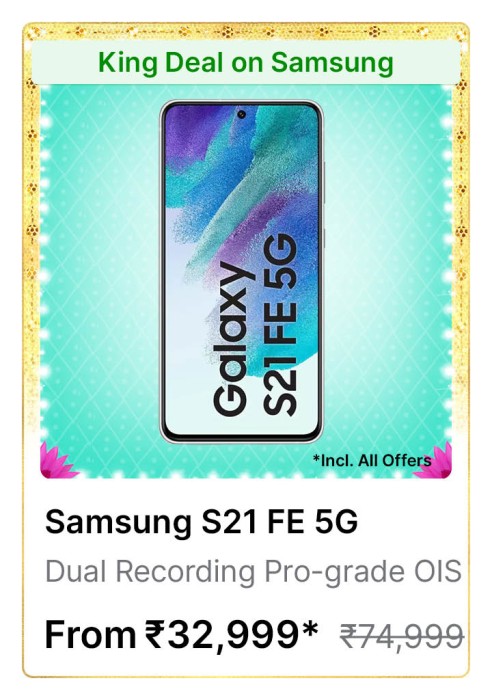 King Deal on Samsung
Galaxy
S21 FE 5G
*Incl. All Offers
Samsung S21 FE 5G
Dual Recording Pro-grade OIS
From ₹32,999* ₹74,999